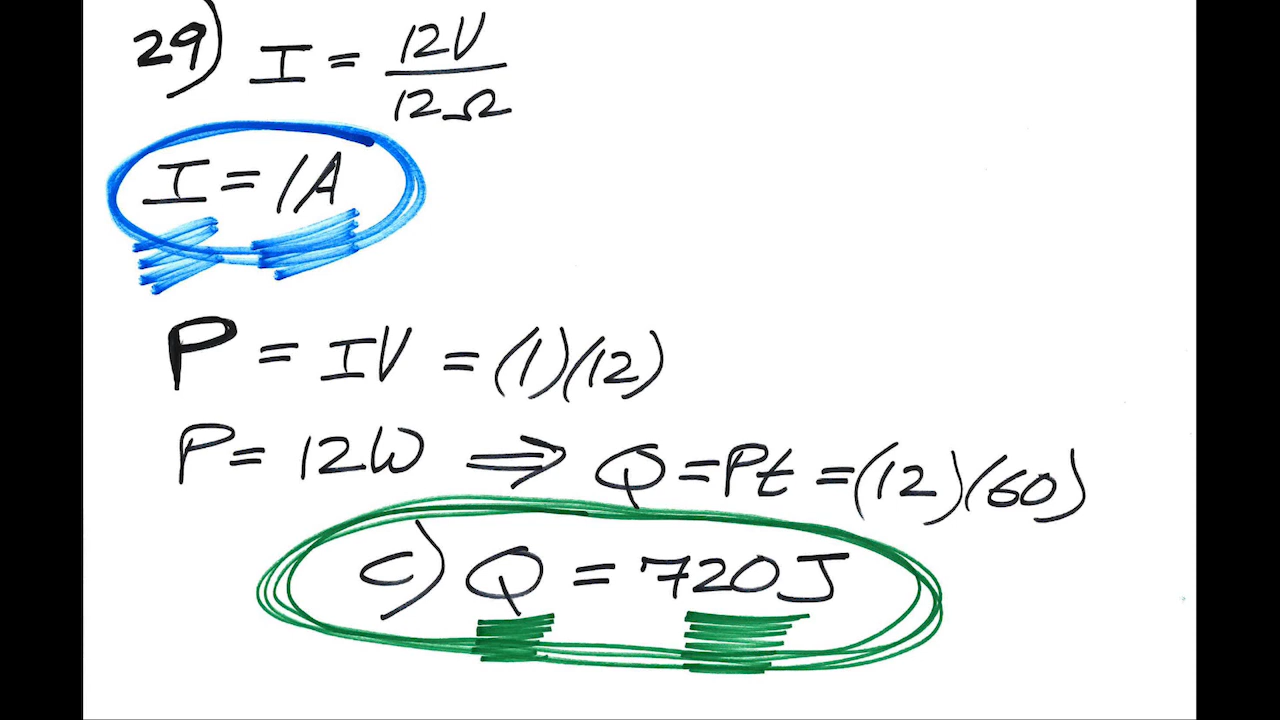 29) I = 12V / 12Ω
I = 1A
P = IV = (1)(12)
P = 12W ⇒ Q = Pt = (12)(60)
c) Q = 720J